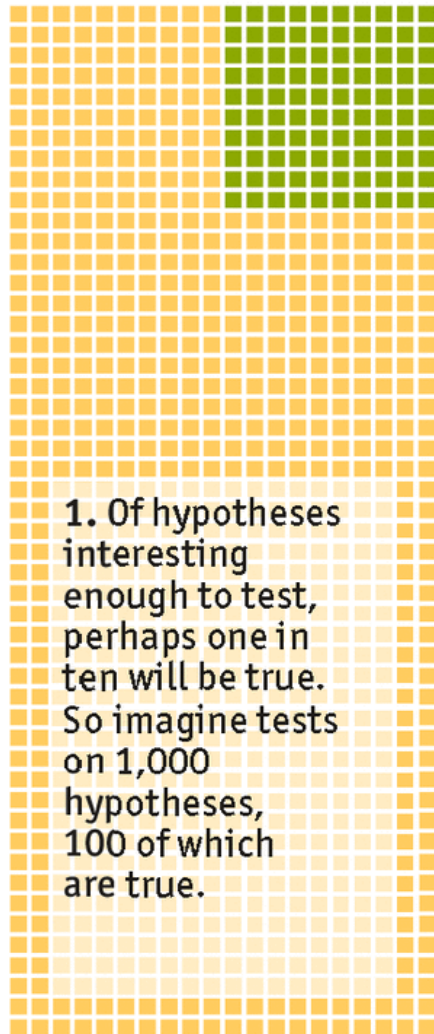 1. Of hypotheses
interesting
enough to test,
perhaps one in
ten will be true.
So imagine tests
on 1,000
hypotheses,
100 of which
are true.